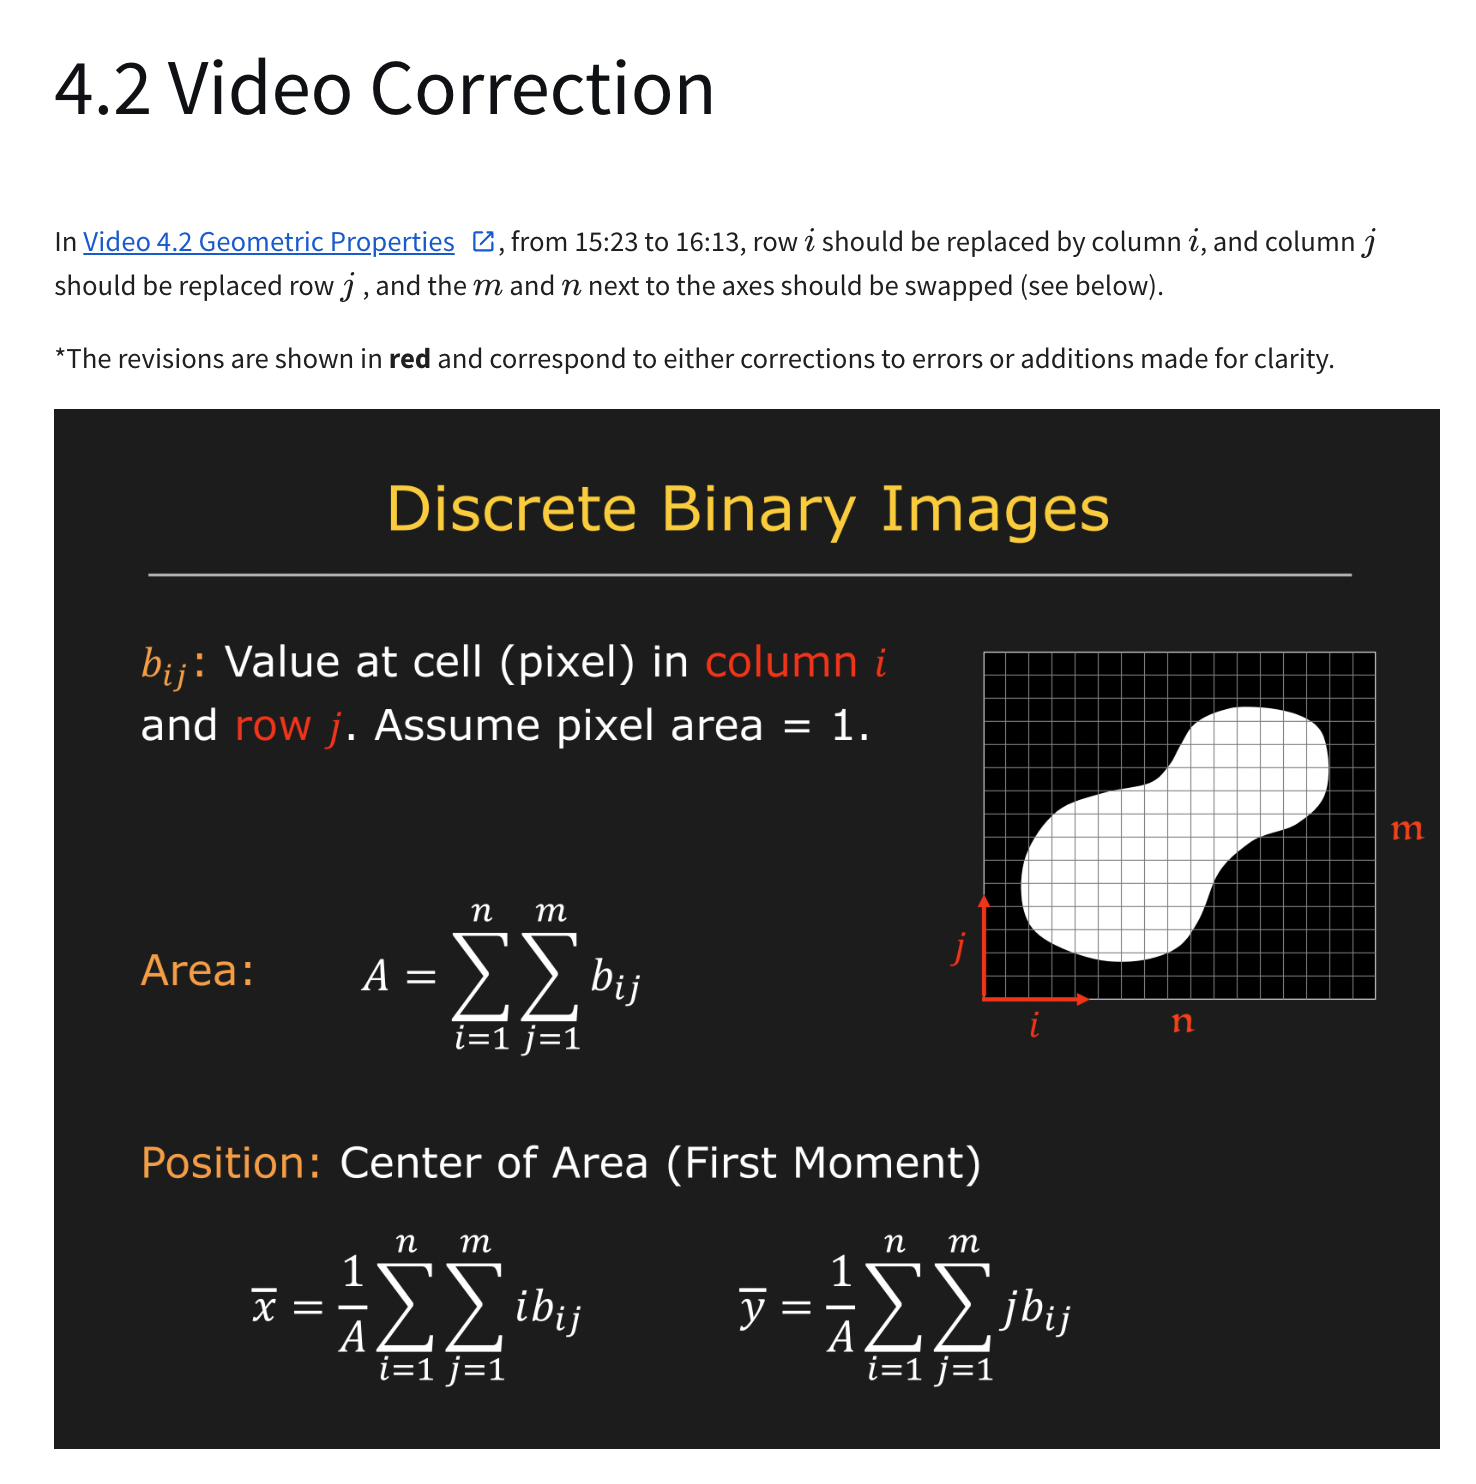 4.2 Video Correction
In Video 4.2 Geometric Properties , from 15:23 to 16:13, row i should be replaced by column i, and column j
should be replaced row j , and the m and n next to the axes should be swapped (see below).
*The revisions are shown in red and correspond to either corrections to errors or additions made for clarity.
Discrete Binary Images
b_{ij}: Value at cell (pixel) in column i
and row j. Assume pixel area = 1.
m
j
i n
Area: A = \sum_{i=1}^{n} \sum_{j=1}^{m} b_{ij}
Position: Center of Area (First Moment)
\overline{x} = \frac{1}{A} \sum_{i=1}^{n} \sum_{j=1}^{m} i b_{ij} \overline{y} = \frac{1}{A} \sum_{i=1}^{n} \sum_{j=1}^{m} j b_{ij}